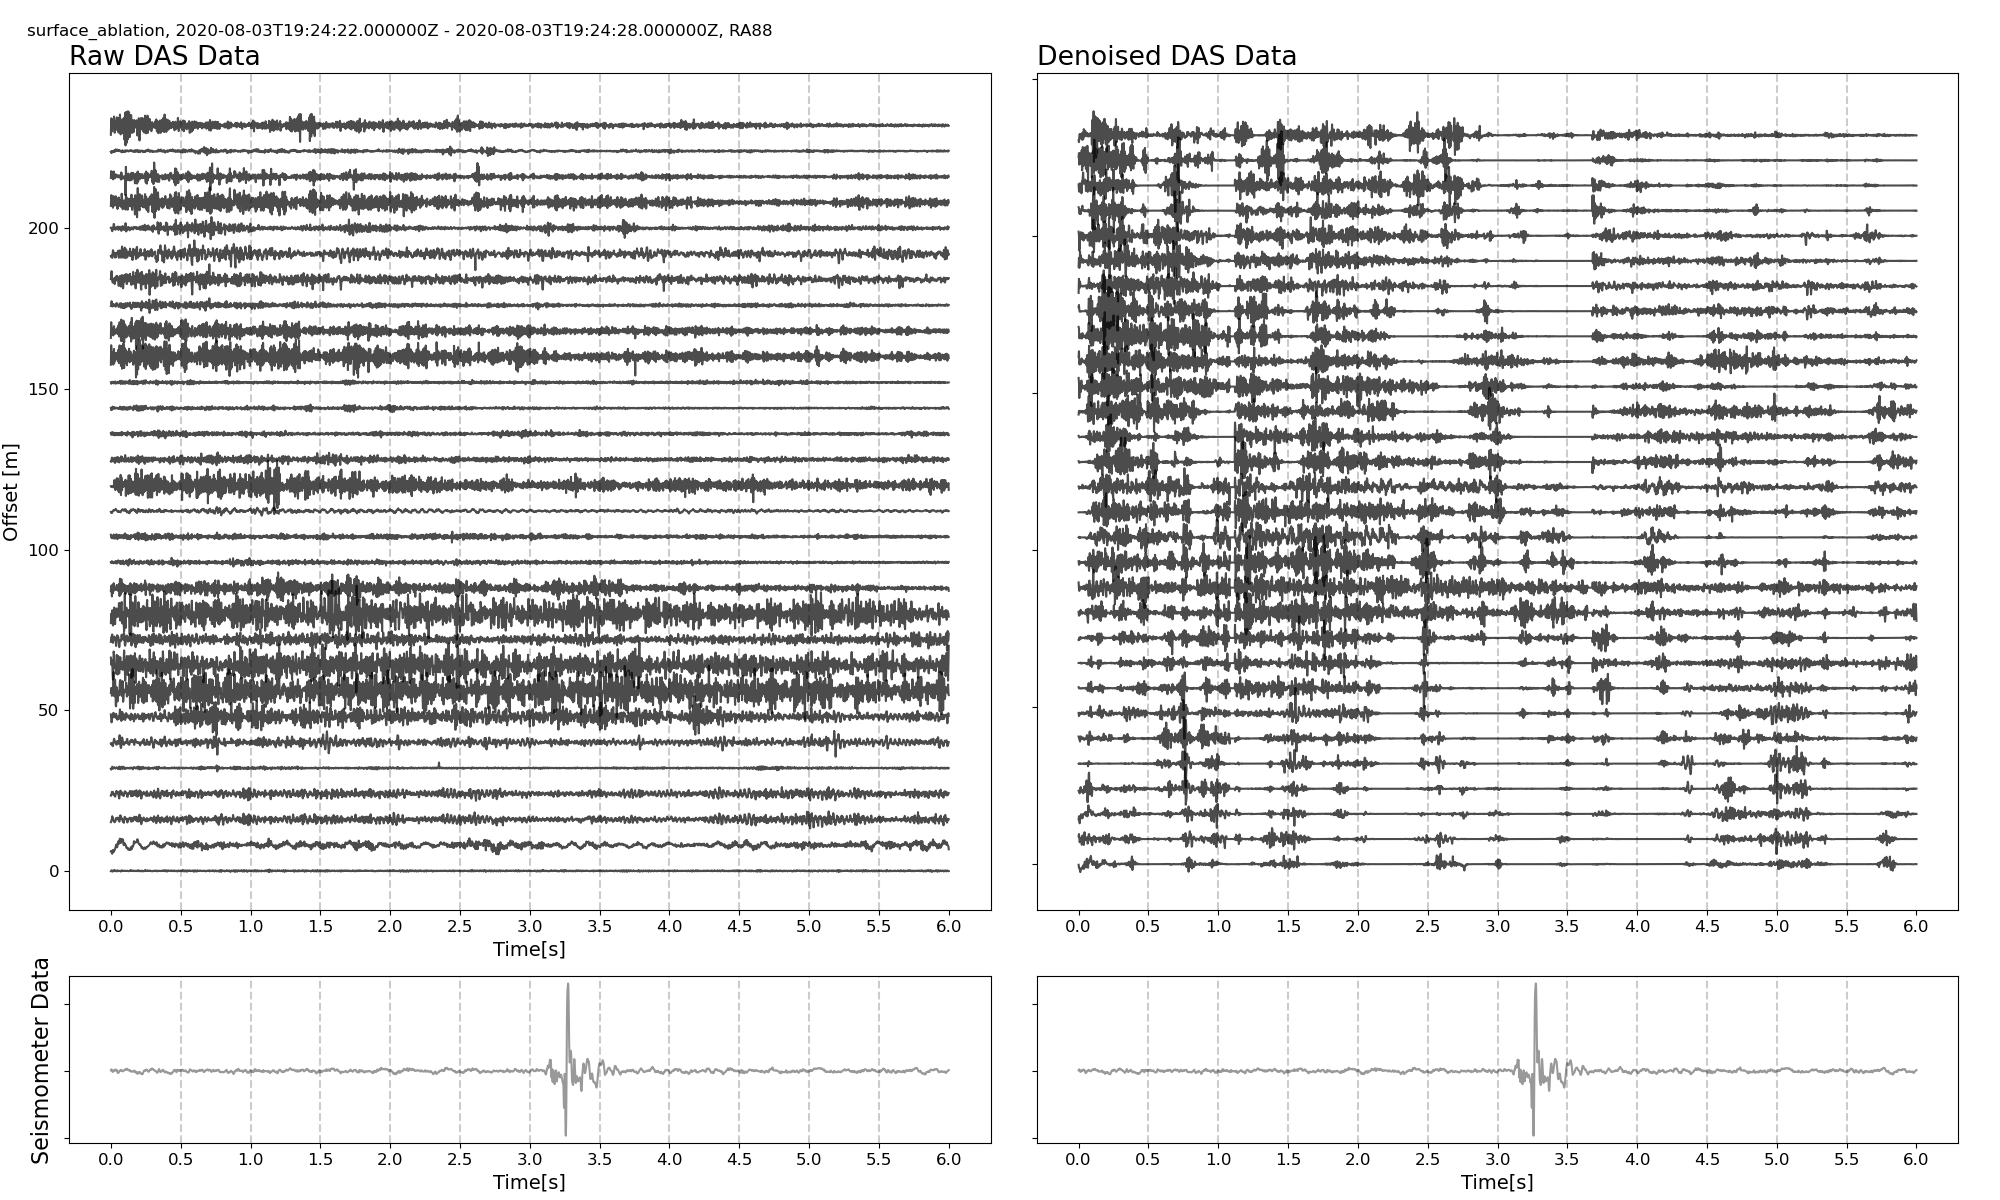 surface_ablation, 2020-08-03T19:24:22.000000Z - 2020-08-03T19:24:28.000000Z, RA88
Raw DAS Data
Denoised DAS Data
Offset [m]
200
150
100
50
0
0.0 0.5 1.0 1.5 2.0 2.5 3.0 3.5 4.0 4.5 5.0 5.5 6.0
Time[s]
0.0 0.5 1.0 1.5 2.0 2.5 3.0 3.5 4.0 4.5 5.0 5.5 6.0
Seismometer Data
0.0 0.5 1.0 1.5 2.0 2.5 3.0 3.5 4.0 4.5 5.0 5.5 6.0
Time[s]
0.0 0.5 1.0 1.5 2.0 2.5 3.0 3.5 4.0 4.5 5.0 5.5 6.0
Time[s]